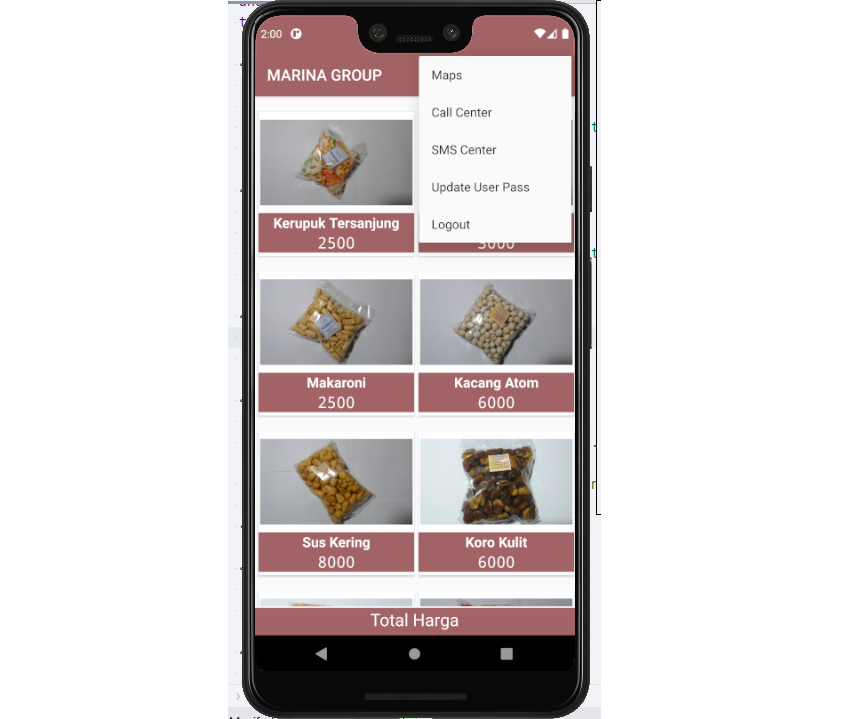 2:00
MARINA GROUP
Maps
Call Center
SMS Center
Update User Pass
Logout
Kerupuk Tersanjung
2500
3000
Makaroni
2500
Kacang Atom
6000
Sus Kering
8000
Koro Kulit
6000
Total Harga